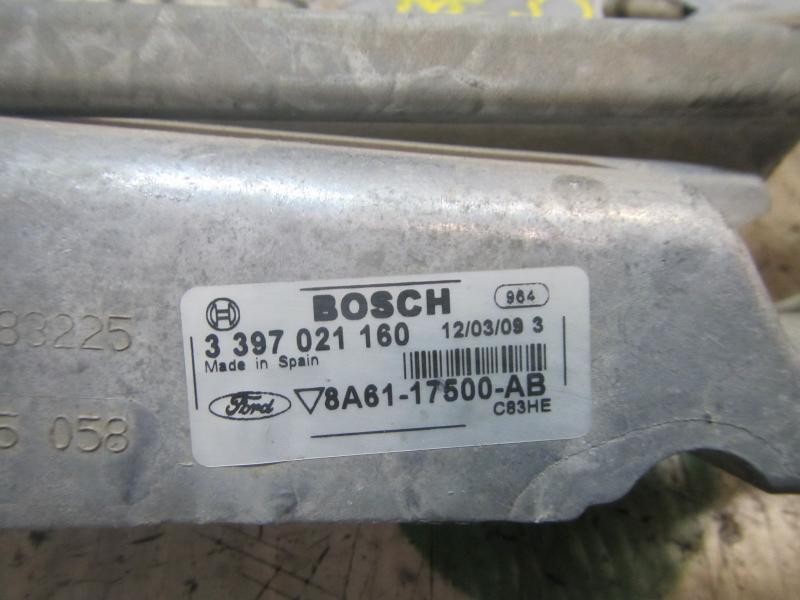 BOSCH
964
3 397 021 160
12/03/09 3
Made in Spain
Ford
8A61-17500-AB
C83HE
83225
5 058